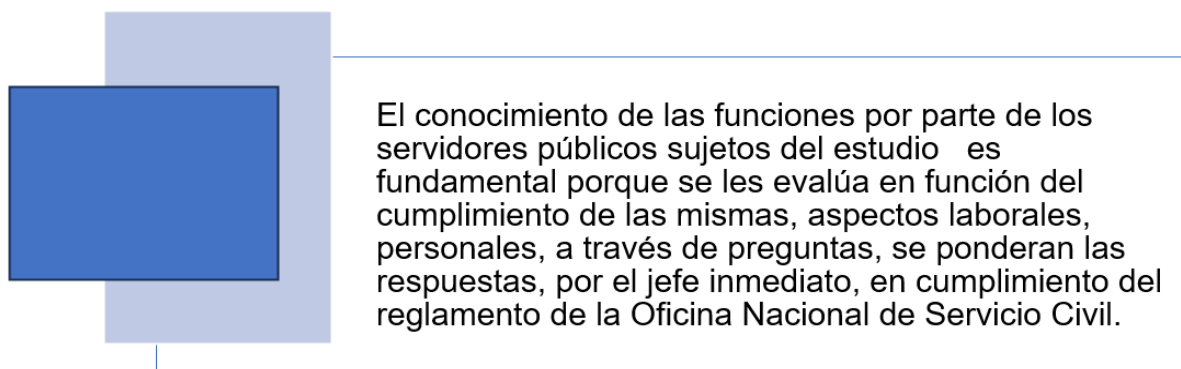 El conocimiento de las funciones por parte de los
servidores públicos sujetos del estudio   es
fundamental porque se les evalúa en función del
cumplimiento de las mismas, aspectos laborales,
personales, a través de preguntas, se ponderan las
respuestas, por el jefe inmediato, en cumplimiento del
reglamento de la Oficina Nacional de Servicio Civil.